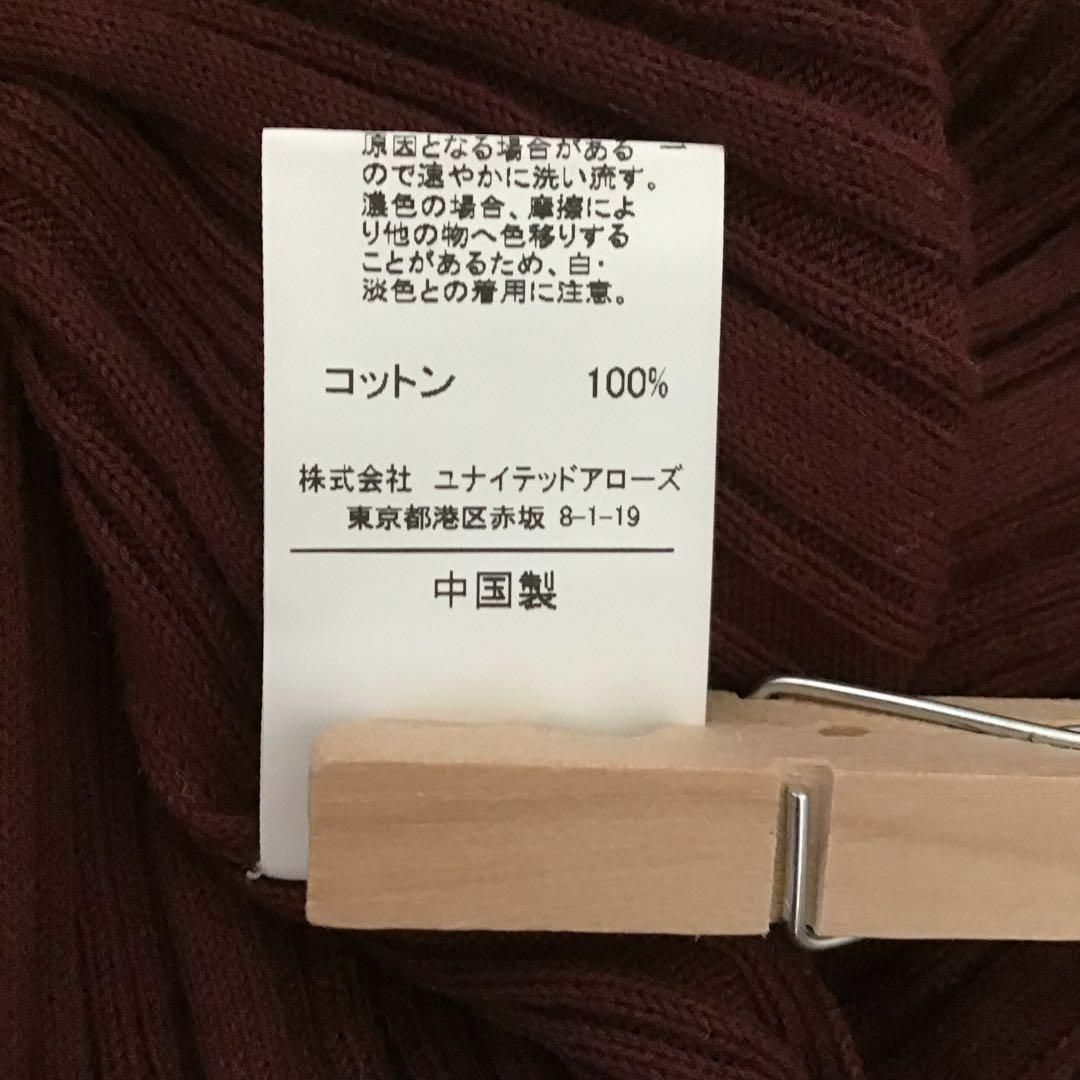 原因となる場合がある
ので速やかに洗い流す。
濃色の場合、摩擦によ
り他の物へ色移りする
ことがあるため、白・
淡色との着用に注意。
コットン 100%
株式会社 ユナイテッドアローズ
東京都港区赤坂 8-1-19
中国製